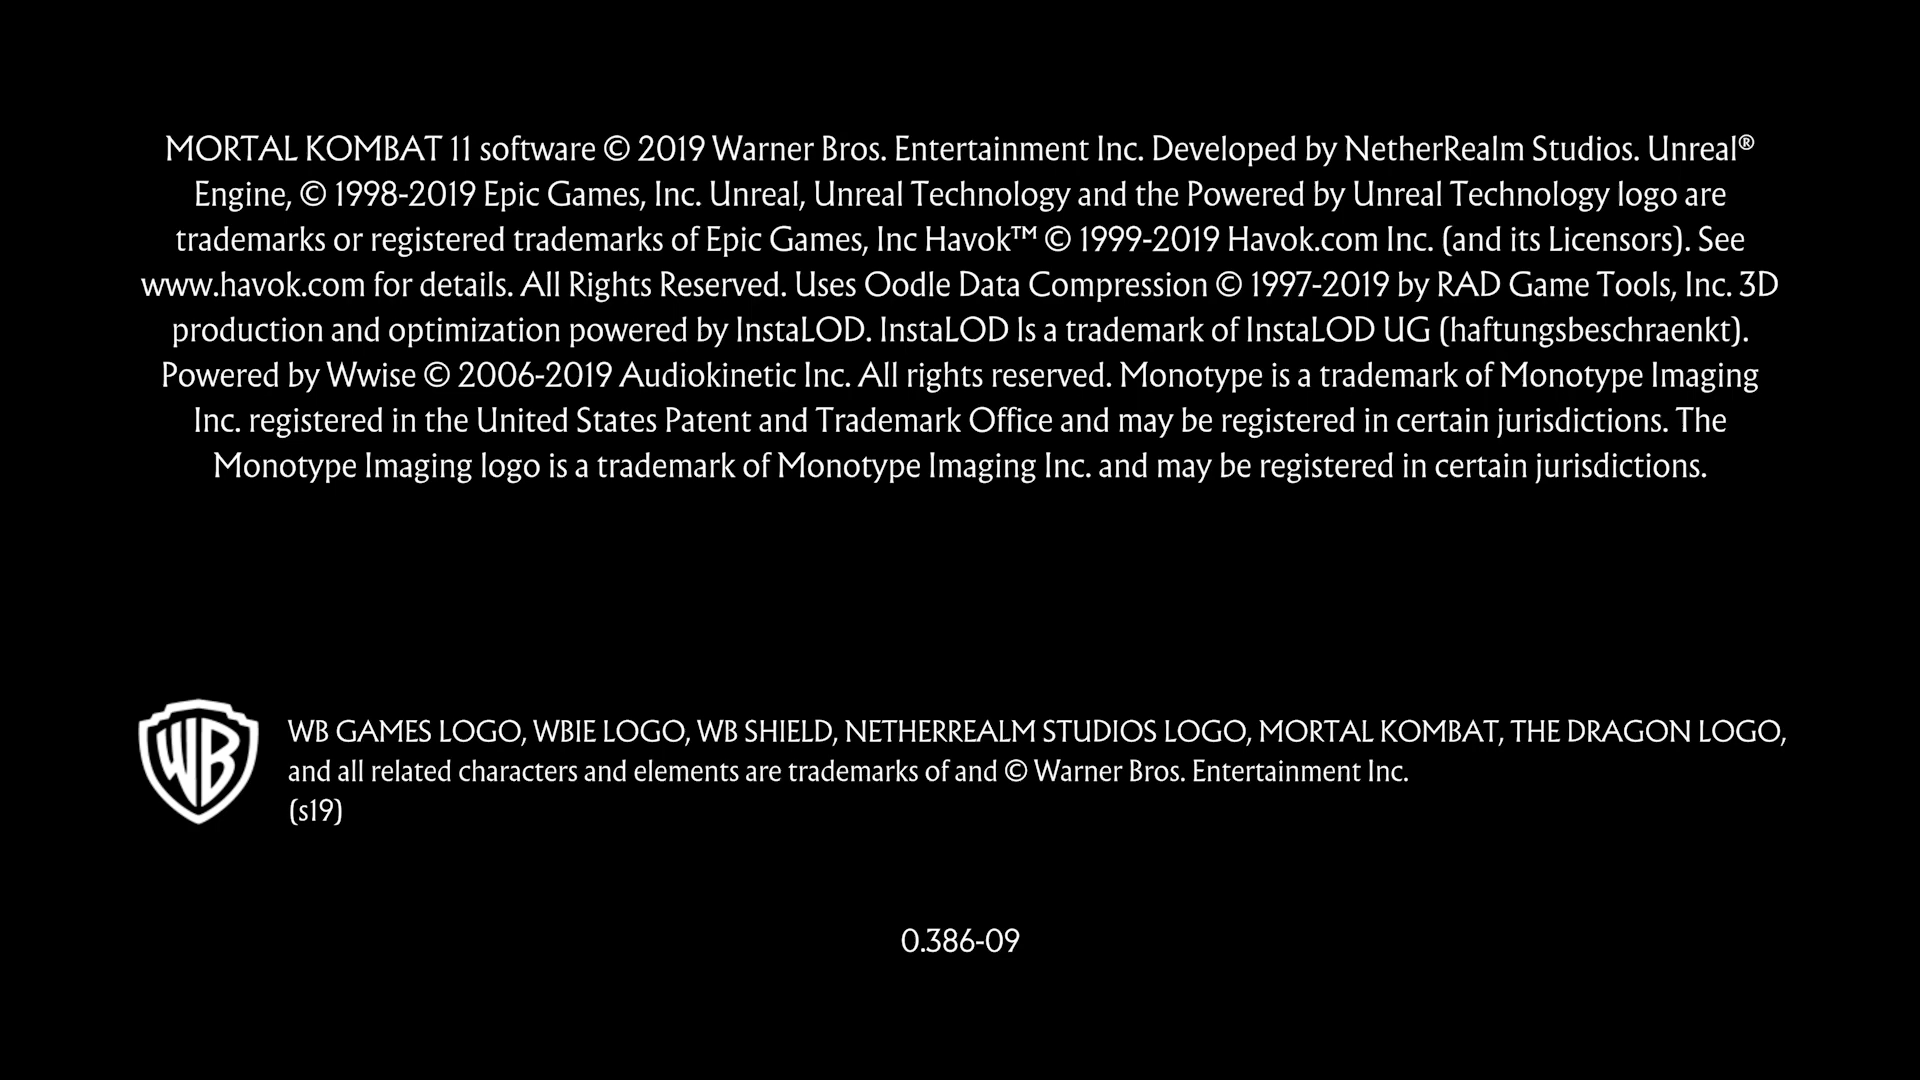 MORTAL KOMBAT 11 software © 2019 Warner Bros. Entertainment Inc. Developed by NetherRealm Studios. Unreal®
Engine, © 1998-2019 Epic Games, Inc. Unreal, Unreal Technology and the Powered by Unreal Technology logo are
trademarks or registered trademarks of Epic Games, Inc Havok™ © 1999-2019 Havok.com Inc. (and its Licensors). See
www.havok.com for details. All Rights Reserved. Uses Oodle Data Compression © 1997-2019 by RAD Game Tools, Inc. 3D
production and optimization powered by InstaLOD. InstaLOD Is a trademark of InstaLOD UG (haftungsbeschraenkt).
Powered by Wwise © 2006-2019 Audiokinetic Inc. All rights reserved. Monotype is a trademark of Monotype Imaging
Inc. registered in the United States Patent and Trademark Office and may be registered in certain jurisdictions. The
Monotype Imaging logo is a trademark of Monotype Imaging Inc. and may be registered in certain jurisdictions.
WB
WB GAMES LOGO, WBIE LOGO, WB SHIELD, NETHERREALM STUDIOS LOGO, MORTAL KOMBAT, THE DRAGON LOGO,
and all related characters and elements are trademarks of and © Warner Bros. Entertainment Inc.
(s19)
0.386-09